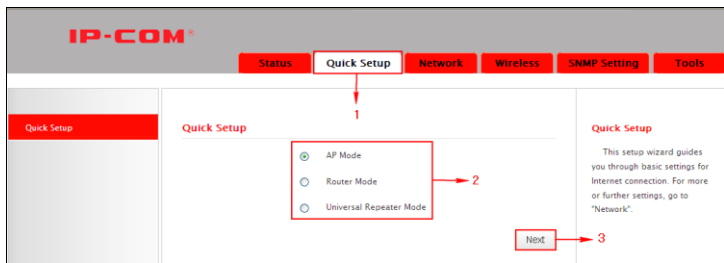 IP-COM®
Status Quick Setup Network Wireless SNMP Setting Tools
1
Quick Setup
Quick Setup
AP Mode
Router Mode
Universal Repeater Mode
2
Next
3
Quick Setup
This setup wizard guides
you through basic settings for
Internet connection. For more
or further settings, go to
"Network".